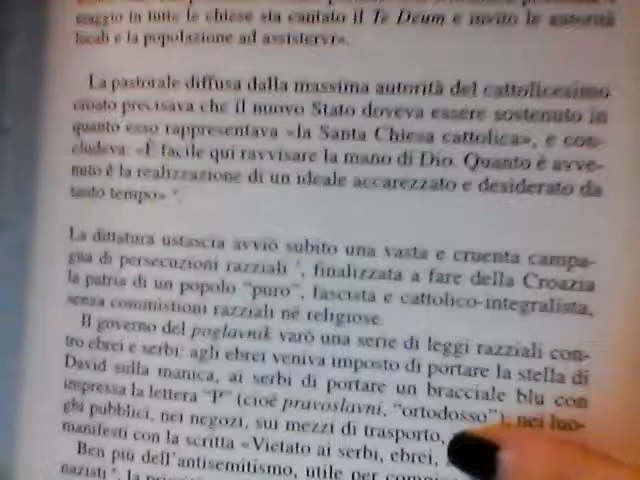 maggio in tutte le chiese sia cantato il Te Deum e invito le autorità
locali e la popolazione ad assistervi».
La pastorale diffusa dalla massima autorità del cattolicesimo
croato precisava che il nuovo Stato doveva essere sostenuto in
quanto esso rappresentava «la Santa Chiesa cattolica», e con-
cludeva: «È facile qui ravvisare la mano di Dio. Quanto è avve-
nuto è la realizzazione di un ideale accarezzato e desiderato da
tanto tempo»
La dittatura ustascia avviò subito una vasta e cruenta campa-
gna di persecuzioni razziali , finalizzata a fare della Croazia
la patria di un popolo "puro", fascista e cattolico-integralista,
senza commistioni razziali né religiose.
Il governo del poglavnik varò una serie di leggi razziali con-
tro ebrei e serbi: agli ebrei veniva imposto di portare la stella di
David sulla manica, ai serbi di portare un bracciale blu con
impressa la lettera "P" (cioè pravoslavni, "ortodosso"); nei luo-
ghi pubblici, nei negozi, sui mezzi di trasporto,
manifesti con la scritta «Vietato ai serbi, ebrei,
Ben più dell'antisemitismo, utile per
nazisti , la